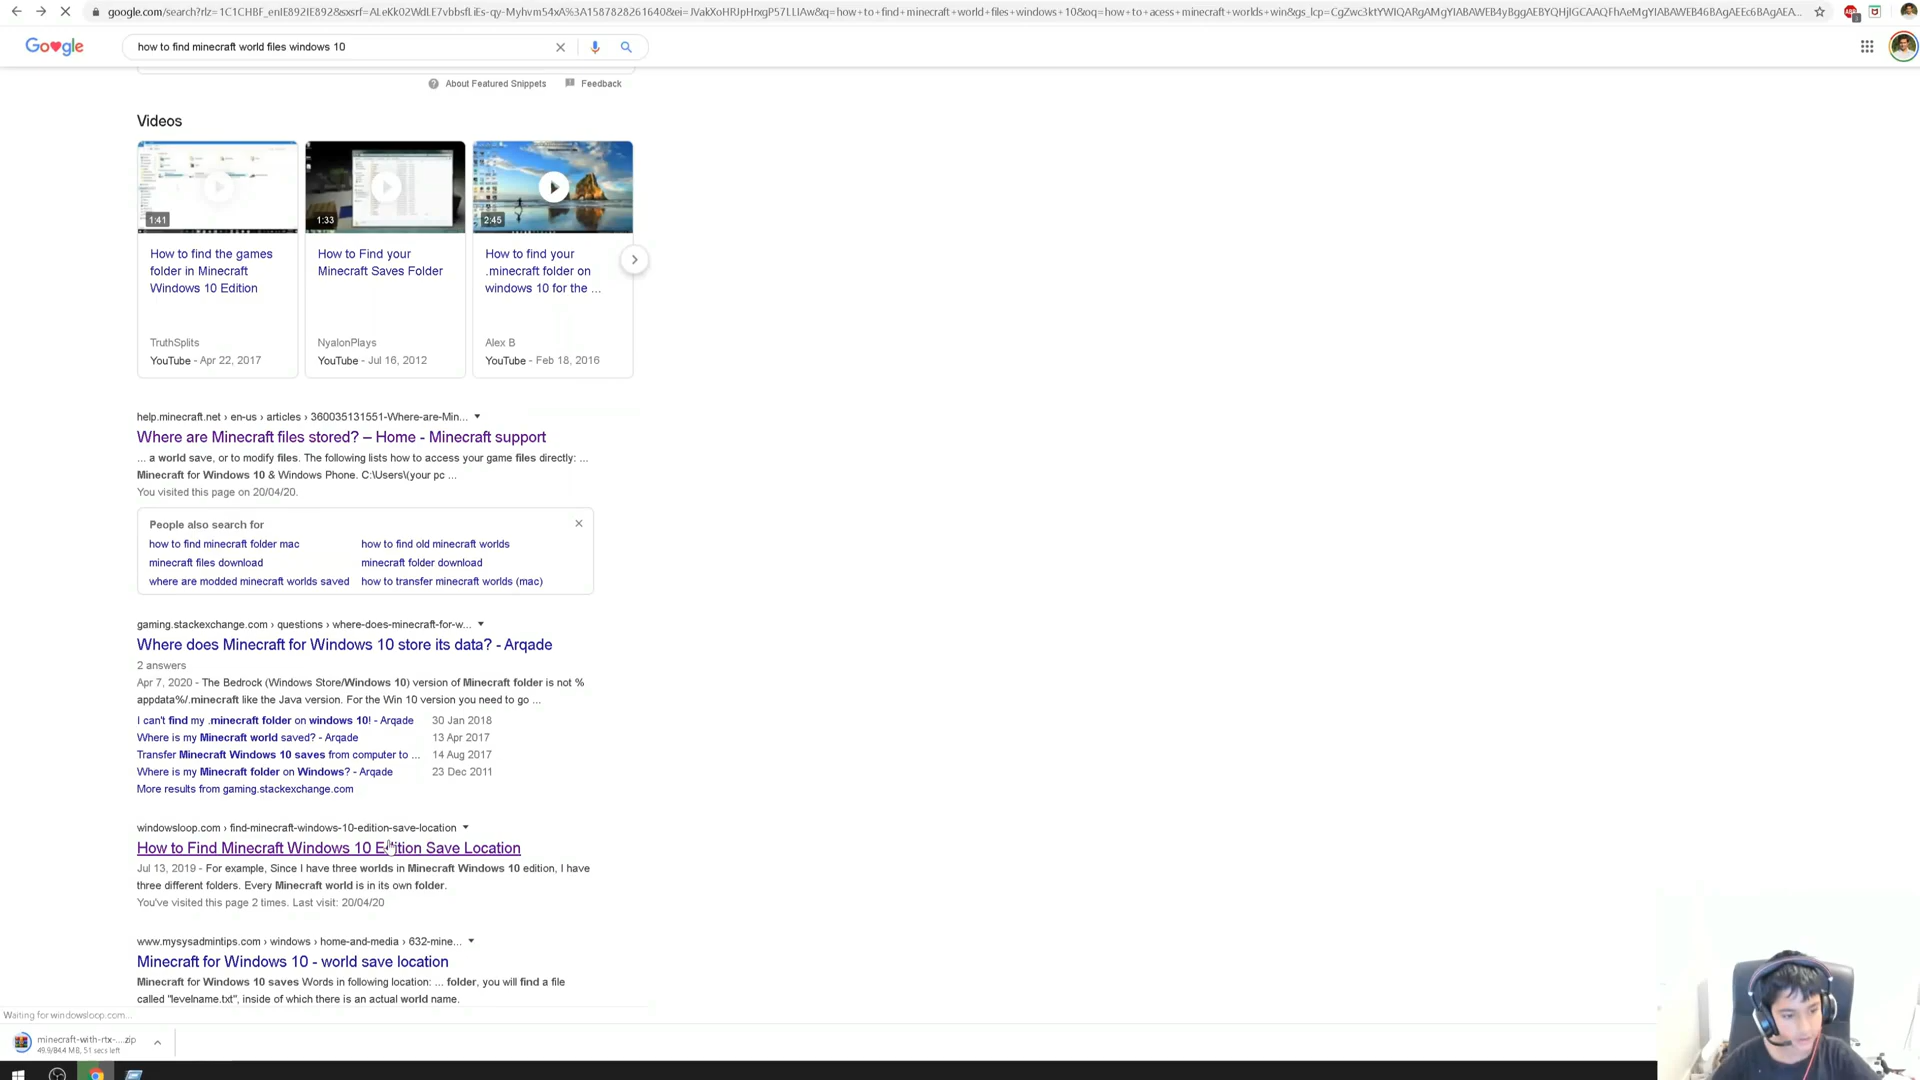 google.com/search?rlz=1C1CHBF_enIE892IE892&sxsrf=ALeKk02WdLE7vbbsfLiEs-qy-Myhvm54xA%3A1587828261640&ei=JVakXoHRJpHrxgP57LLIAw&q=how+to+find+minecraft+world+files+windows+10&oq=how+to+acess+minecraft+worlds+win&gs_lcp=CgZwc3ktYWIQARgAMgYIABAWEB4yBggAEBYQHjIGCAAQFhAeMgYIABAWEB46BAgAEEc6BAgAEA...
Google
how to find minecraft world files windows 10
About Featured Snippets Feedback
Videos
1:41 1:33 2:45
How to find the games folder in Minecraft Windows 10 Edition
TruthSplits
YouTube - Apr 22, 2017
How to Find your Minecraft Saves Folder
NyalonPlays
YouTube - Jul 16, 2012
How to find your .minecraft folder on windows 10 for the ...
Alex B
YouTube - Feb 18, 2016
help.minecraft.net › en-us › articles › 360035131551-Where-are-Min...
Where are Minecraft files stored? – Home - Minecraft support
... a world save, or to modify files. The following lists how to access your game files directly: ...
Minecraft for Windows 10 & Windows Phone. C:\Users\(your pc ...
You visited this page on 20/04/20.
People also search for
how to find minecraft folder mac how to find old minecraft worlds
minecraft files download minecraft folder download
where are modded minecraft worlds saved how to transfer minecraft worlds (mac)
gaming.stackexchange.com › questions › where-does-minecraft-for-w...
Where does Minecraft for Windows 10 store its data? - Arqade
2 answers
Apr 7, 2020 - The Bedrock (Windows Store/Windows 10) version of Minecraft folder is not %
appdata%/.minecraft like the Java version. For the Win 10 version you need to go ...
I can't find my .minecraft folder on windows 10! - Arqade 30 Jan 2018
Where is my Minecraft world saved? - Arqade 13 Apr 2017
Transfer Minecraft Windows 10 saves from computer to ... 14 Aug 2017
Where is my Minecraft folder on Windows? - Arqade 23 Dec 2011
More results from gaming.stackexchange.com
windowsloop.com › find-minecraft-windows-10-edition-save-location
How to Find Minecraft Windows 10 Edition Save Location
Jul 13, 2019 - For example, Since I have three worlds in Minecraft Windows 10 edition, I have
three different folders. Every Minecraft world is in its own folder.
You've visited this page 2 times. Last visit: 20/04/20
www.mysysadmintips.com › windows › home-and-media › 632-mine...
Minecraft for Windows 10 - world save location
Minecraft for Windows 10 saves Words in following location: ... folder, you will find a file
called "levelname.txt", inside of which there is an actual world name.
Waiting for windowsloop.com...
minecraft-with-rtx-....zip
49.9/84.4 MB, 51 secs left